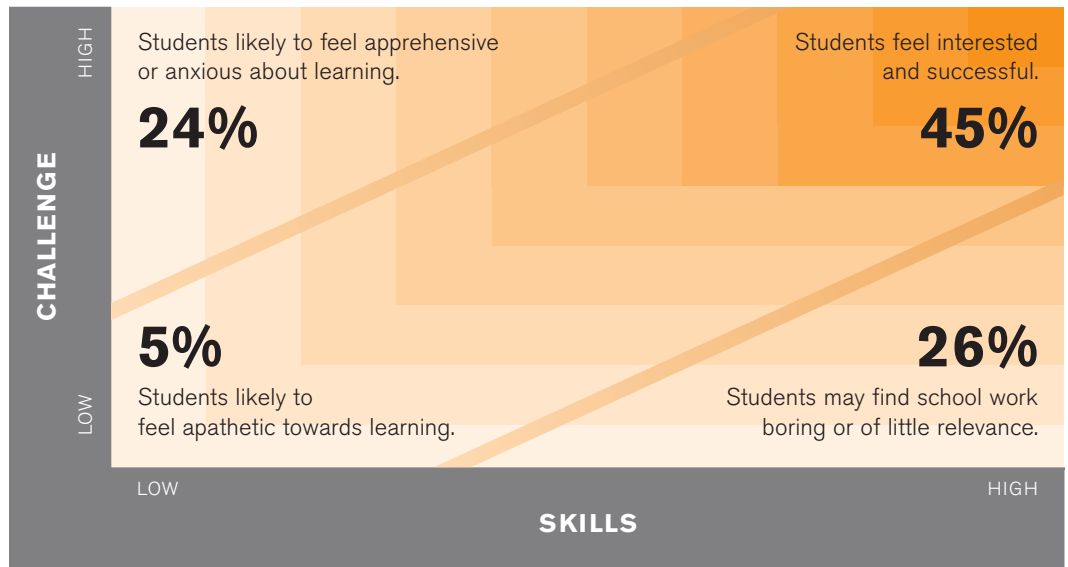 HIGH
Students likely to feel apprehensive
or anxious about learning.
24%
Students feel interested
and successful.
45%
CHALLENGE
5%
Students likely to
feel apathetic towards learning.
26%
Students may find school work
boring or of little relevance.
LOW
LOW
HIGH
SKILLS